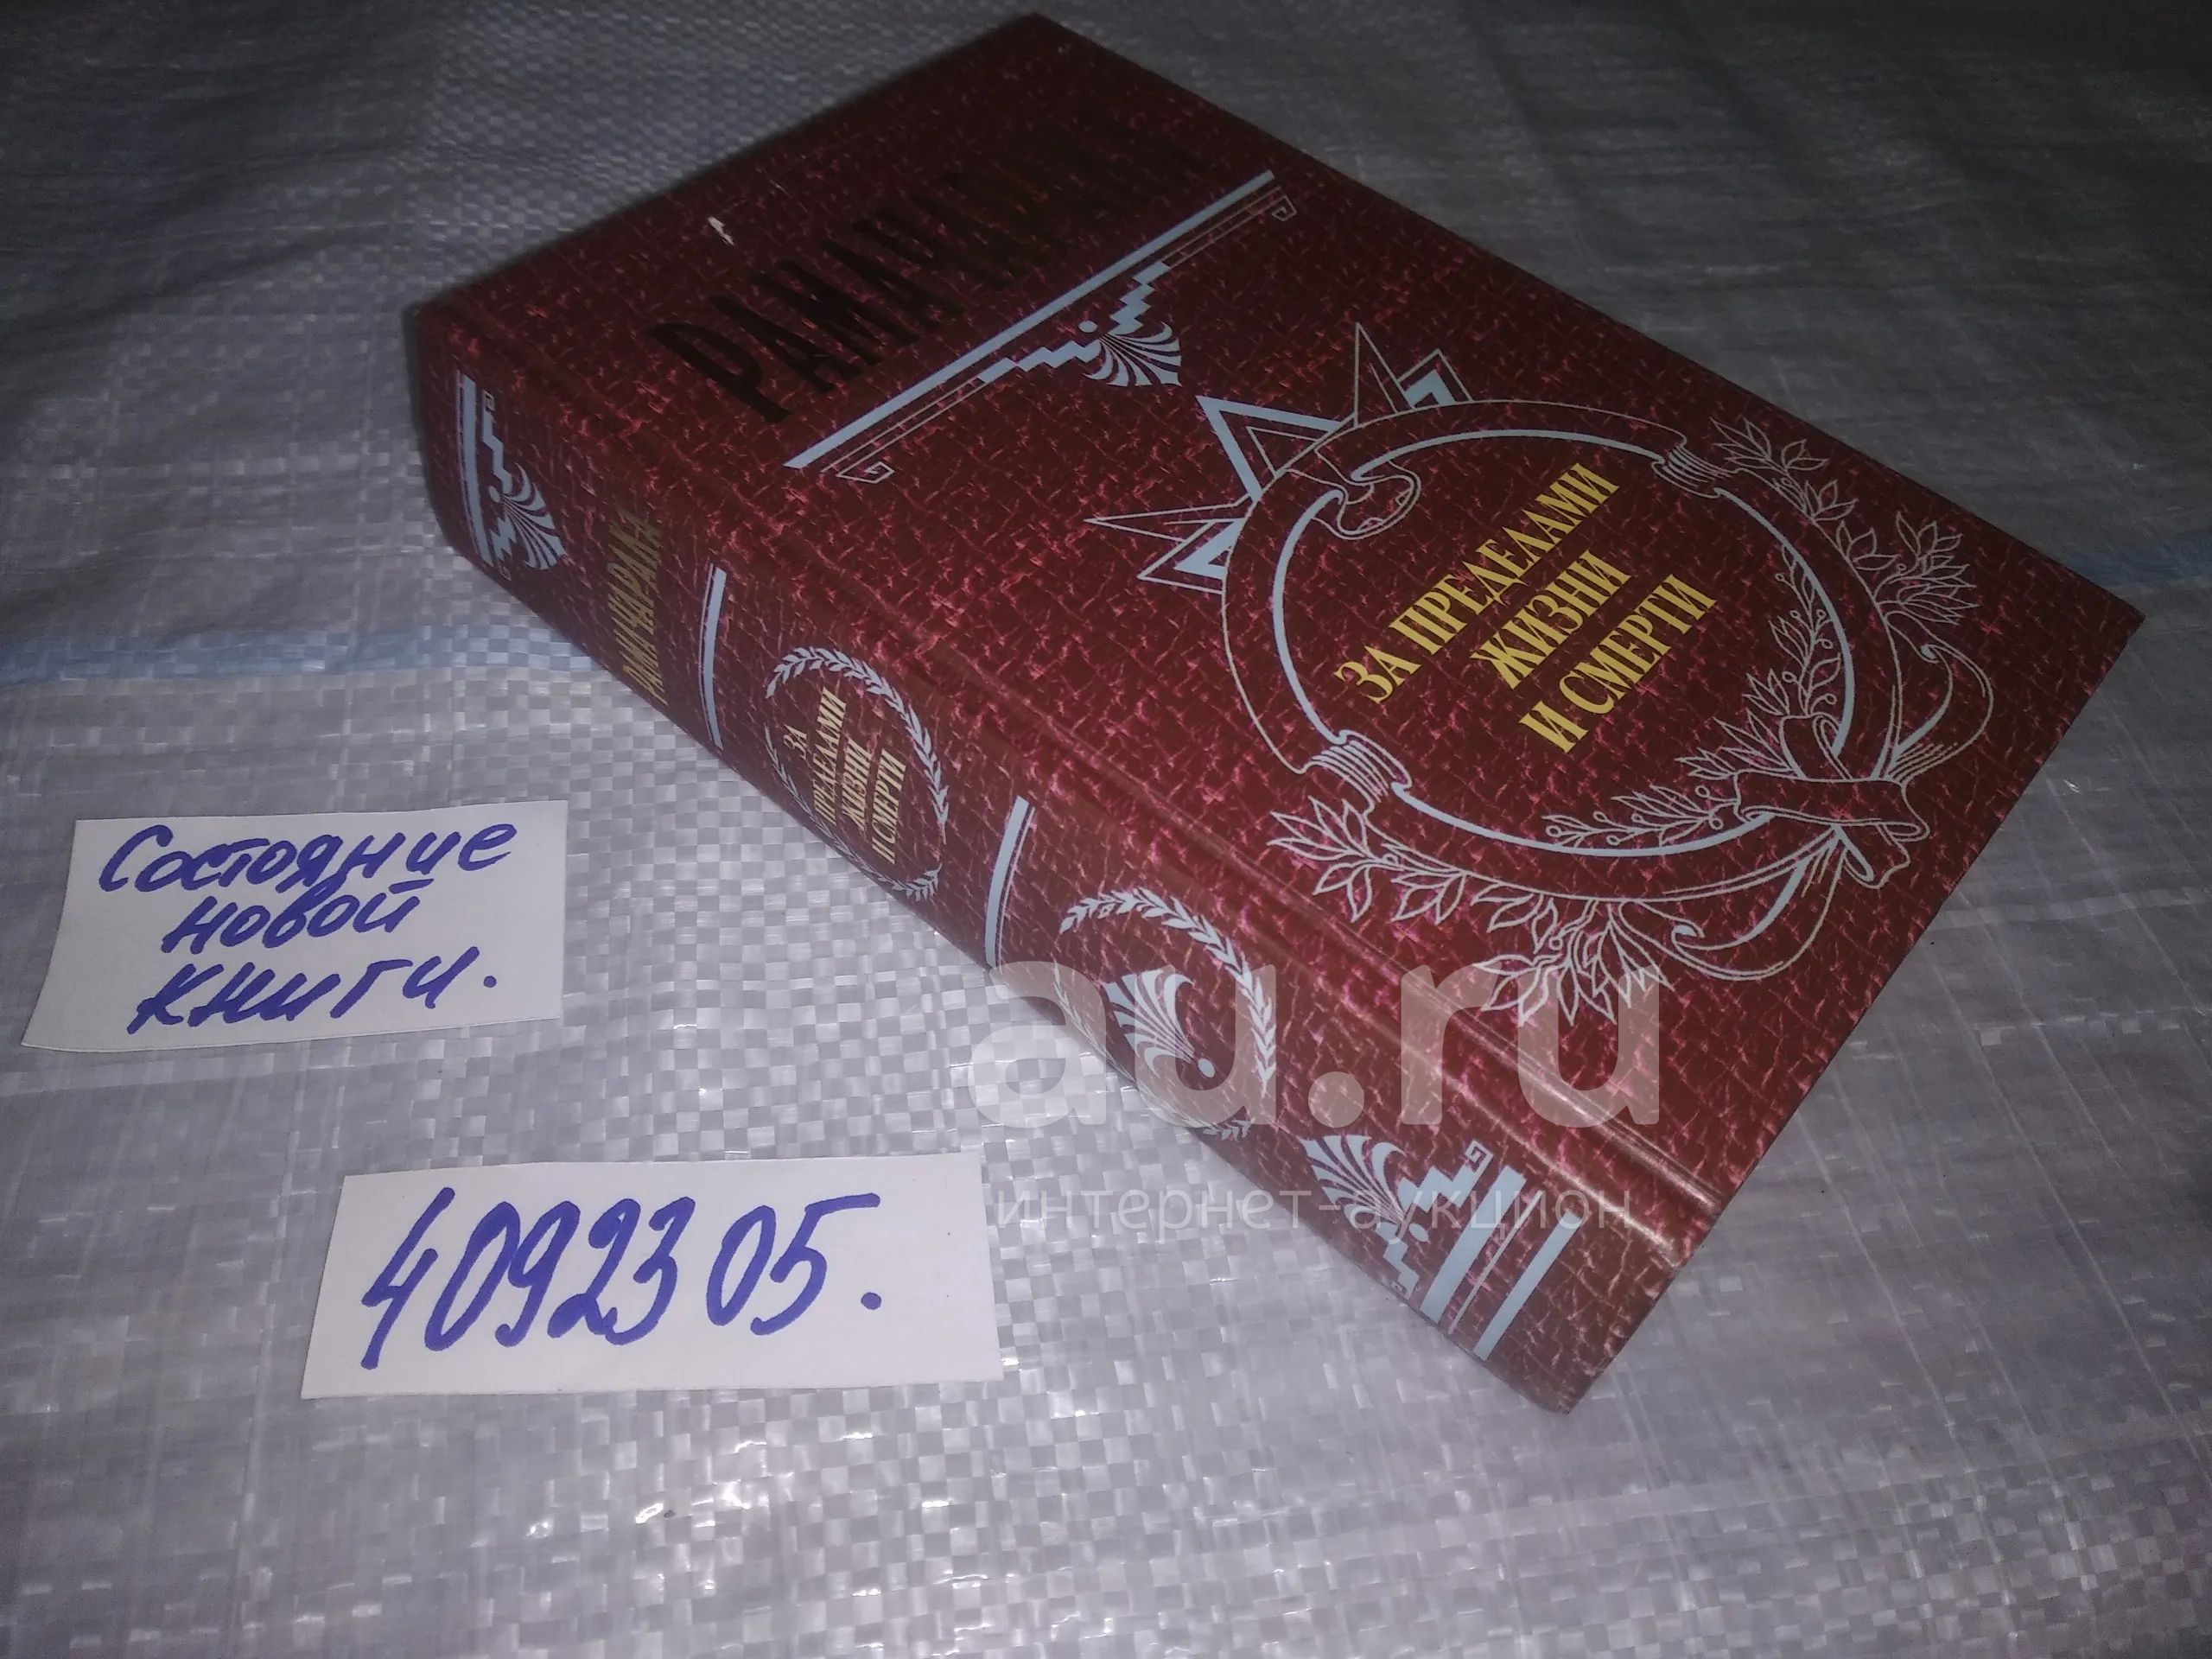 РАМАЧАРАКА
ЗА ПРЕДЕЛАМИ
ЖИЗНИ
И СМЕРТИ
РАМАЧАРАКА
ЗА
ПРЕДЕЛАМИ
ЖИЗНИ
И СМЕРТИ
Состояние
новой
книги.
4092305.
au.ru
интернет-аукцион